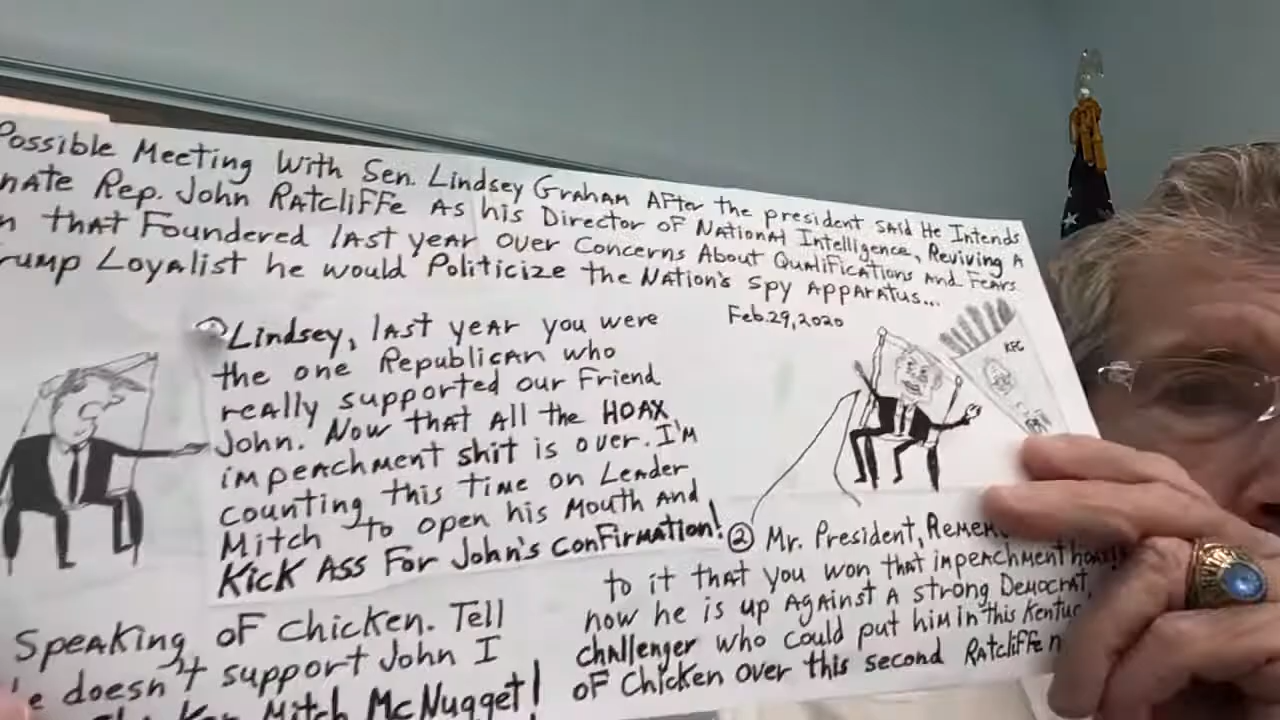 Possible Meeting With Sen. Lindsey Graham After the president said He Intends
nate Rep. John Ratcliffe As his Director of National Intelligence, Reviving A
n that Foundered last year over Concerns About Qualifications and Fears
rump Loyalist he would Politicize the Nation's Spy Apparatus...
Feb. 29, 2020
① Lindsey, last year you were
the one Republican who
really supported our Friend
John. Now that All the HOAX
impeachment shit is over. I'm
counting this time on Leader
Mitch to open his Mouth and
Kick Ass For John's confirmation!
KFC
② Mr. President, Remem
to it that you won that impeachment
now he is up Against A strong Democrat,
challenger who could put him in this Kentuc
of Chicken over this second Ratcliffe n
Speaking of Chicken. Tell
e doesn't support John I
Mitch McNugget!